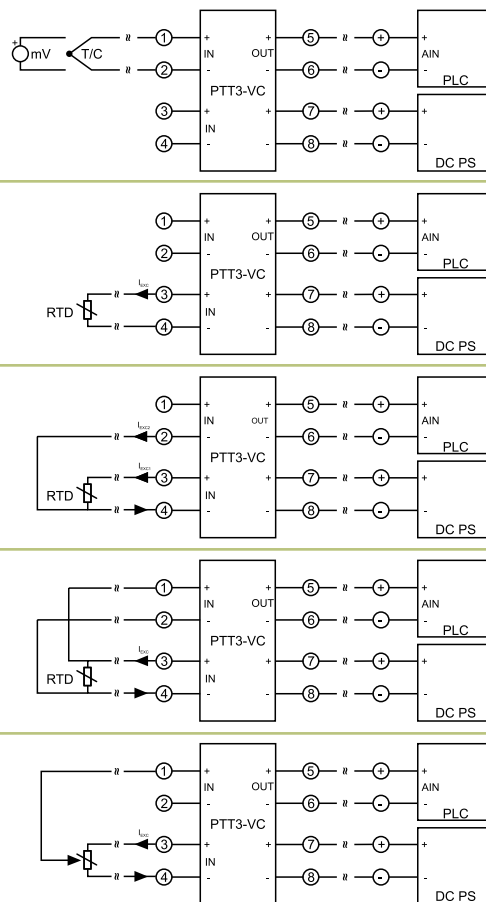 + mV T/C 1 + IN OUT + 5 + + AIN
2 - - 6 - - PLC
PTT3-VC
3 + + 7 + +
IN
4 - - 8 - -
DC PS
1 + IN OUT + 5 + + AIN
2 - - 6 - - PLC
PTT3-VC
RTD IEXC 3 + + 7 + +
IN
4 - - 8 - -
DC PS
1 + IN OUT + 5 + + AIN
IEXC2 2 - - 6 - - PLC
PTT3-VC
RTD IEXC1 3 + + 7 + +
IN
4 - - 8 - -
DC PS
1 + IN OUT + 5 + + AIN
2 - - 6 - - PLC
PTT3-VC
RTD IEXC 3 + + 7 + +
IN
4 - - 8 - -
DC PS
1 + IN OUT + 5 + + AIN
2 - - 6 - - PLC
PTT3-VC
IEXC 3 + + 7 + +
IN
4 - - 8 - -
DC PS